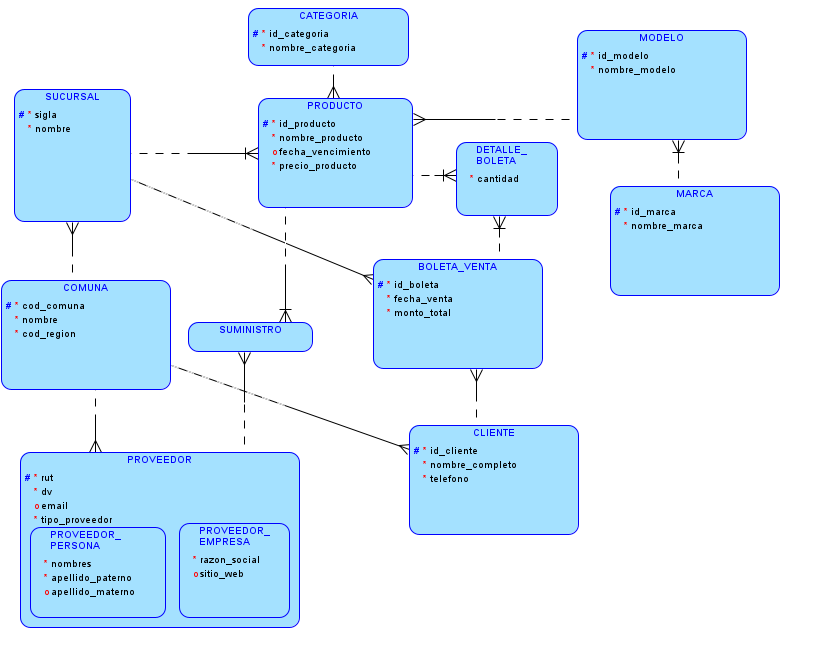 CATEGORIA
# * id_categoria
* nombre_categoria
MODELO
# * id_modelo
* nombre_modelo
SUCURSAL
# * sigla
* nombre
PRODUCTO
# * id_producto
* nombre_producto
o fecha_vencimiento
* precio_producto
DETALLE_
BOLETA
* cantidad
MARCA
# * id_marca
* nombre_marca
COMUNA
# * cod_comuna
* nombre
* cod_region
BOLETA_VENTA
# * id_boleta
* fecha_venta
* monto_total
SUMINISTRO
CLIENTE
# * id_cliente
* nombre_completo
* telefono
PROVEEDOR
# * rut
* dv
o email
* tipo_proveedor
PROVEEDOR_
PERSONA
* nombres
* apellido_paterno
o apellido_materno
PROVEEDOR_
EMPRESA
* razon_social
o sitio_web